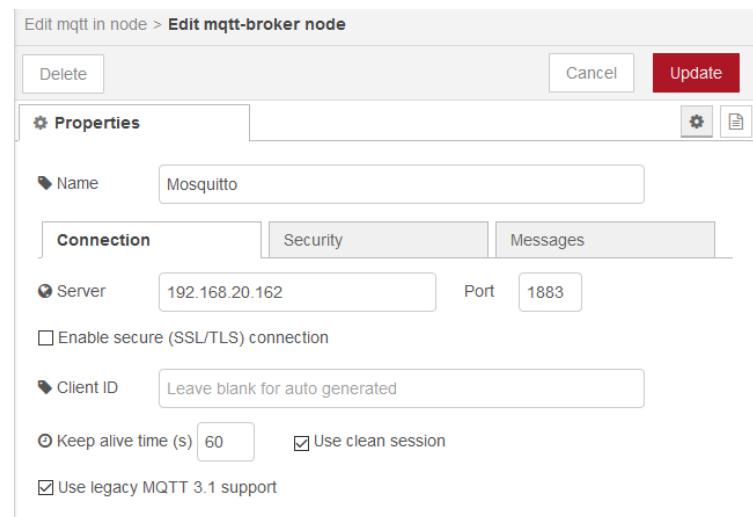 Edit mqtt in node > Edit mqtt-broker node
Delete Cancel Update
Properties
Name Mosquitto
Connection Security Messages
Server 192.168.20.162 Port 1883
Enable secure (SSL/TLS) connection
Client ID Leave blank for auto generated
Keep alive time (s) 60 Use clean session
Use legacy MQTT 3.1 support